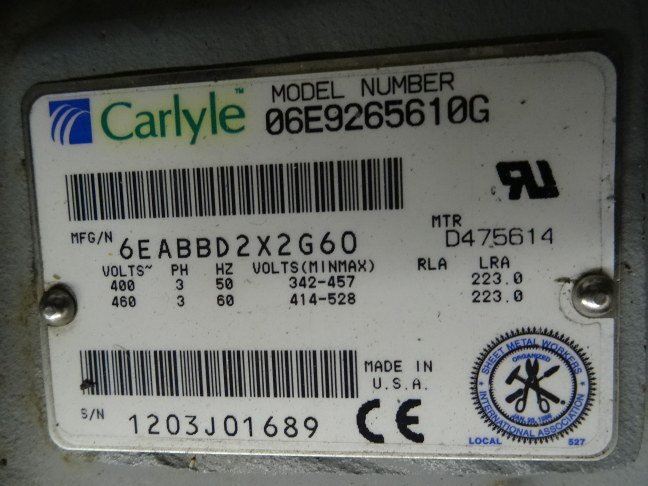 Carlyle™
MODEL NUMBER
06E9265610G
MFG/N 6EABBD2X2G60
MTR
D475614
VOLTS~ PH HZ VOLTS(MINMAX) RLA LRA
400 3 50 342-457 223.0
460 3 60 414-528 223.0
MADE IN
U.S.A.
S/N 1203J01689
CE
SHEET METAL WORKERS
ORGANIZED
INTERNATIONAL ASSOCIATION
LOCAL 527